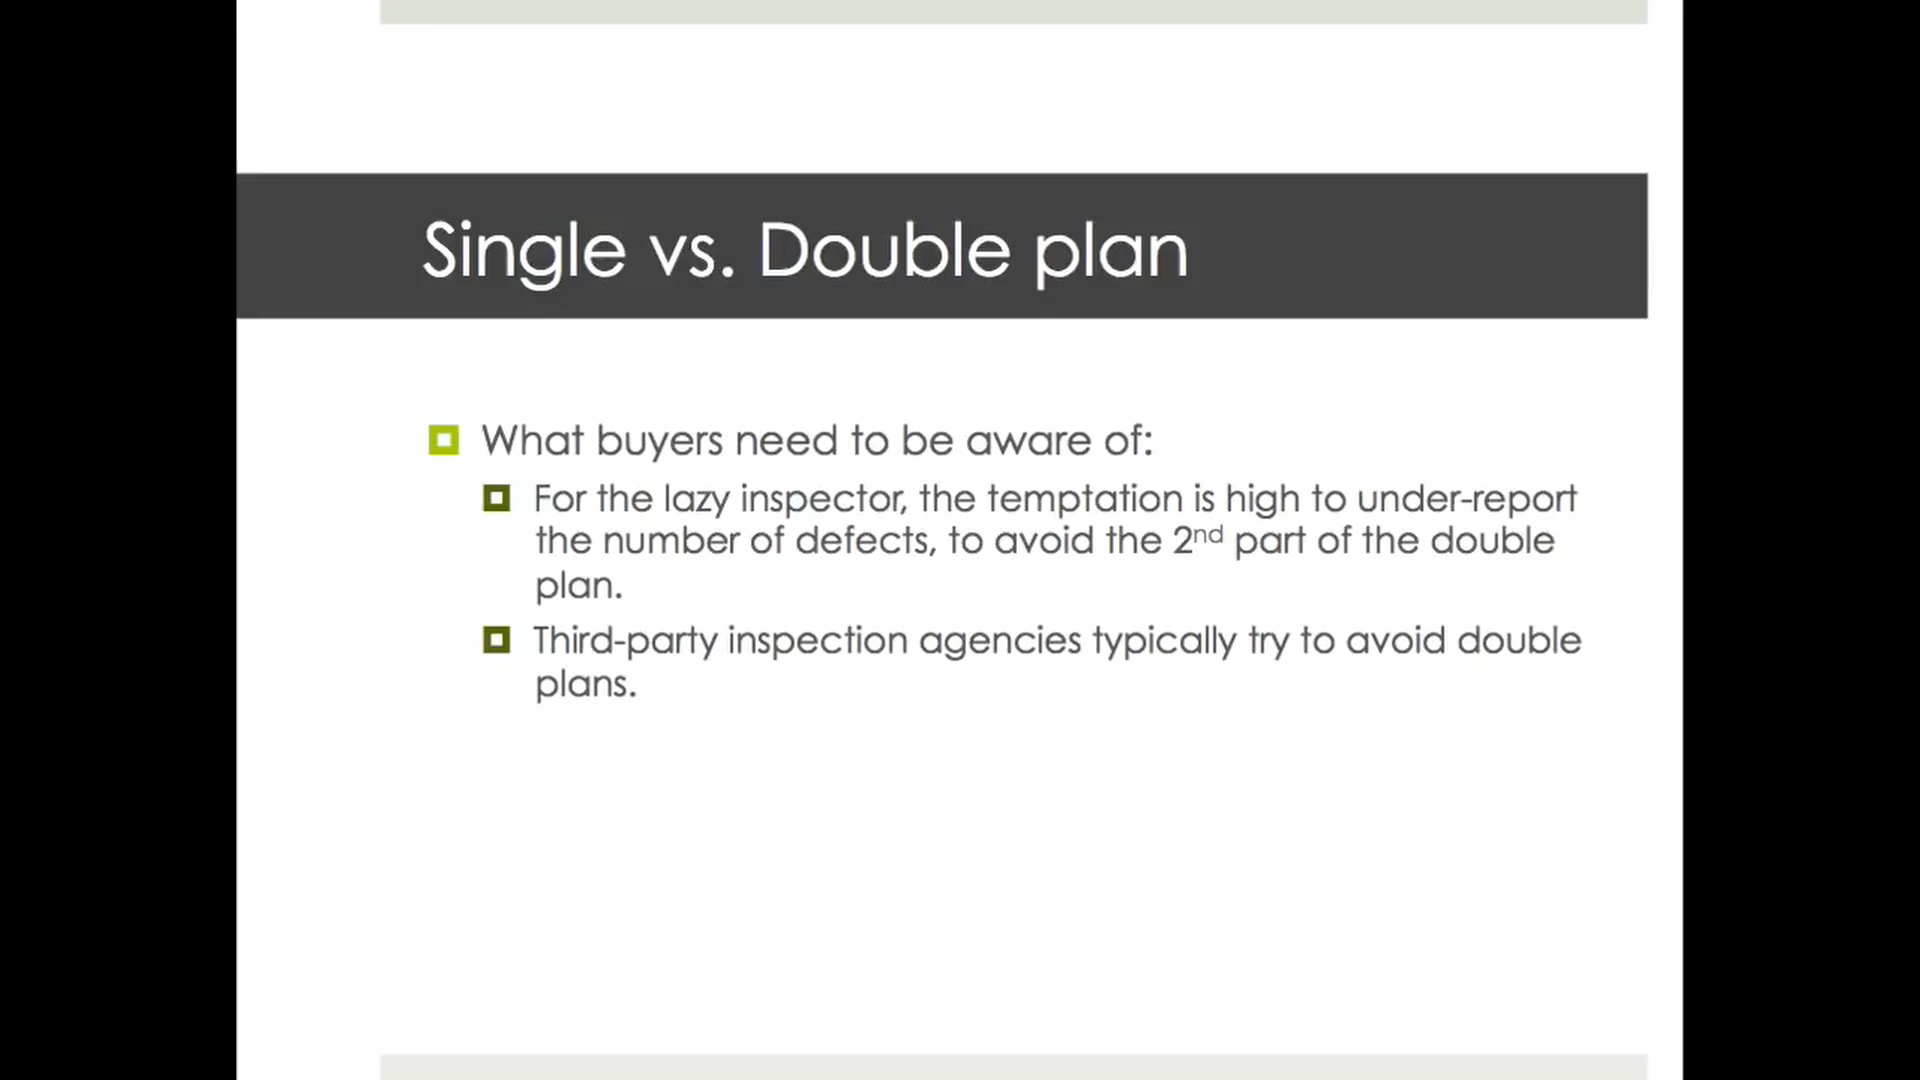 Single vs. Double plan
What buyers need to be aware of:
For the lazy inspector, the temptation is high to under-report
the number of defects, to avoid the 2nd part of the double
plan.
Third-party inspection agencies typically try to avoid double
plans.